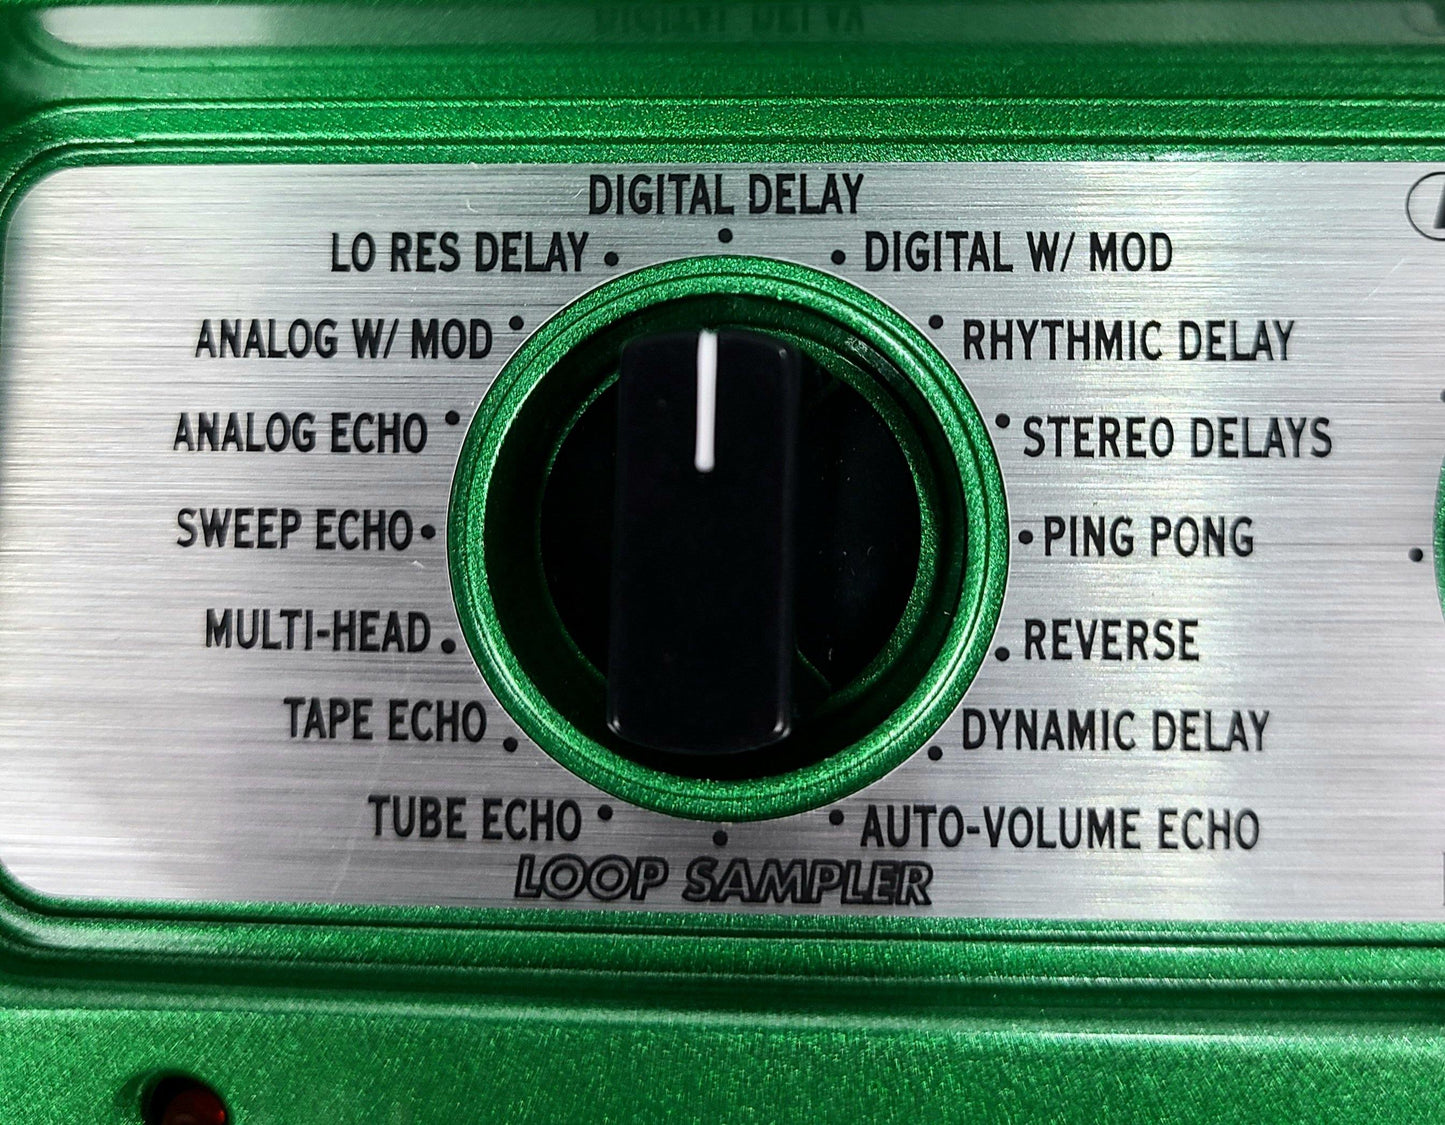 DIGITAL DELAY
LO RES DELAY
DIGITAL W/ MOD
ANALOG W/ MOD
RHYTHMIC DELAY
ANALOG ECHO
STEREO DELAYS
SWEEP ECHO
PING PONG
MULTI-HEAD
REVERSE
TAPE ECHO
DYNAMIC DELAY
TUBE ECHO
AUTO-VOLUME ECHO
LOOP SAMPLER